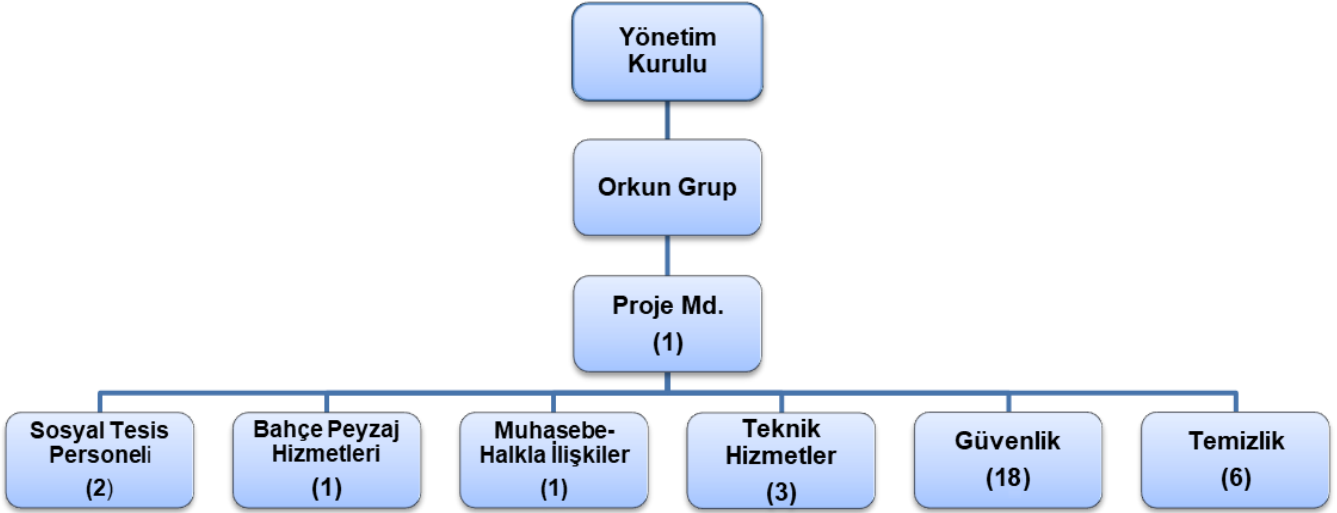 Yönetim
Kurulu
Orkun Grup
Proje Md.
(1)
Sosyal Tesis
Personeli
(2)
Bahçe Peyzaj
Hizmetleri
(1)
Muhasebe-
Halkla İlişkiler
(1)
Teknik
Hizmetler
(3)
Güvenlik
(18)
Temizlik
(6)